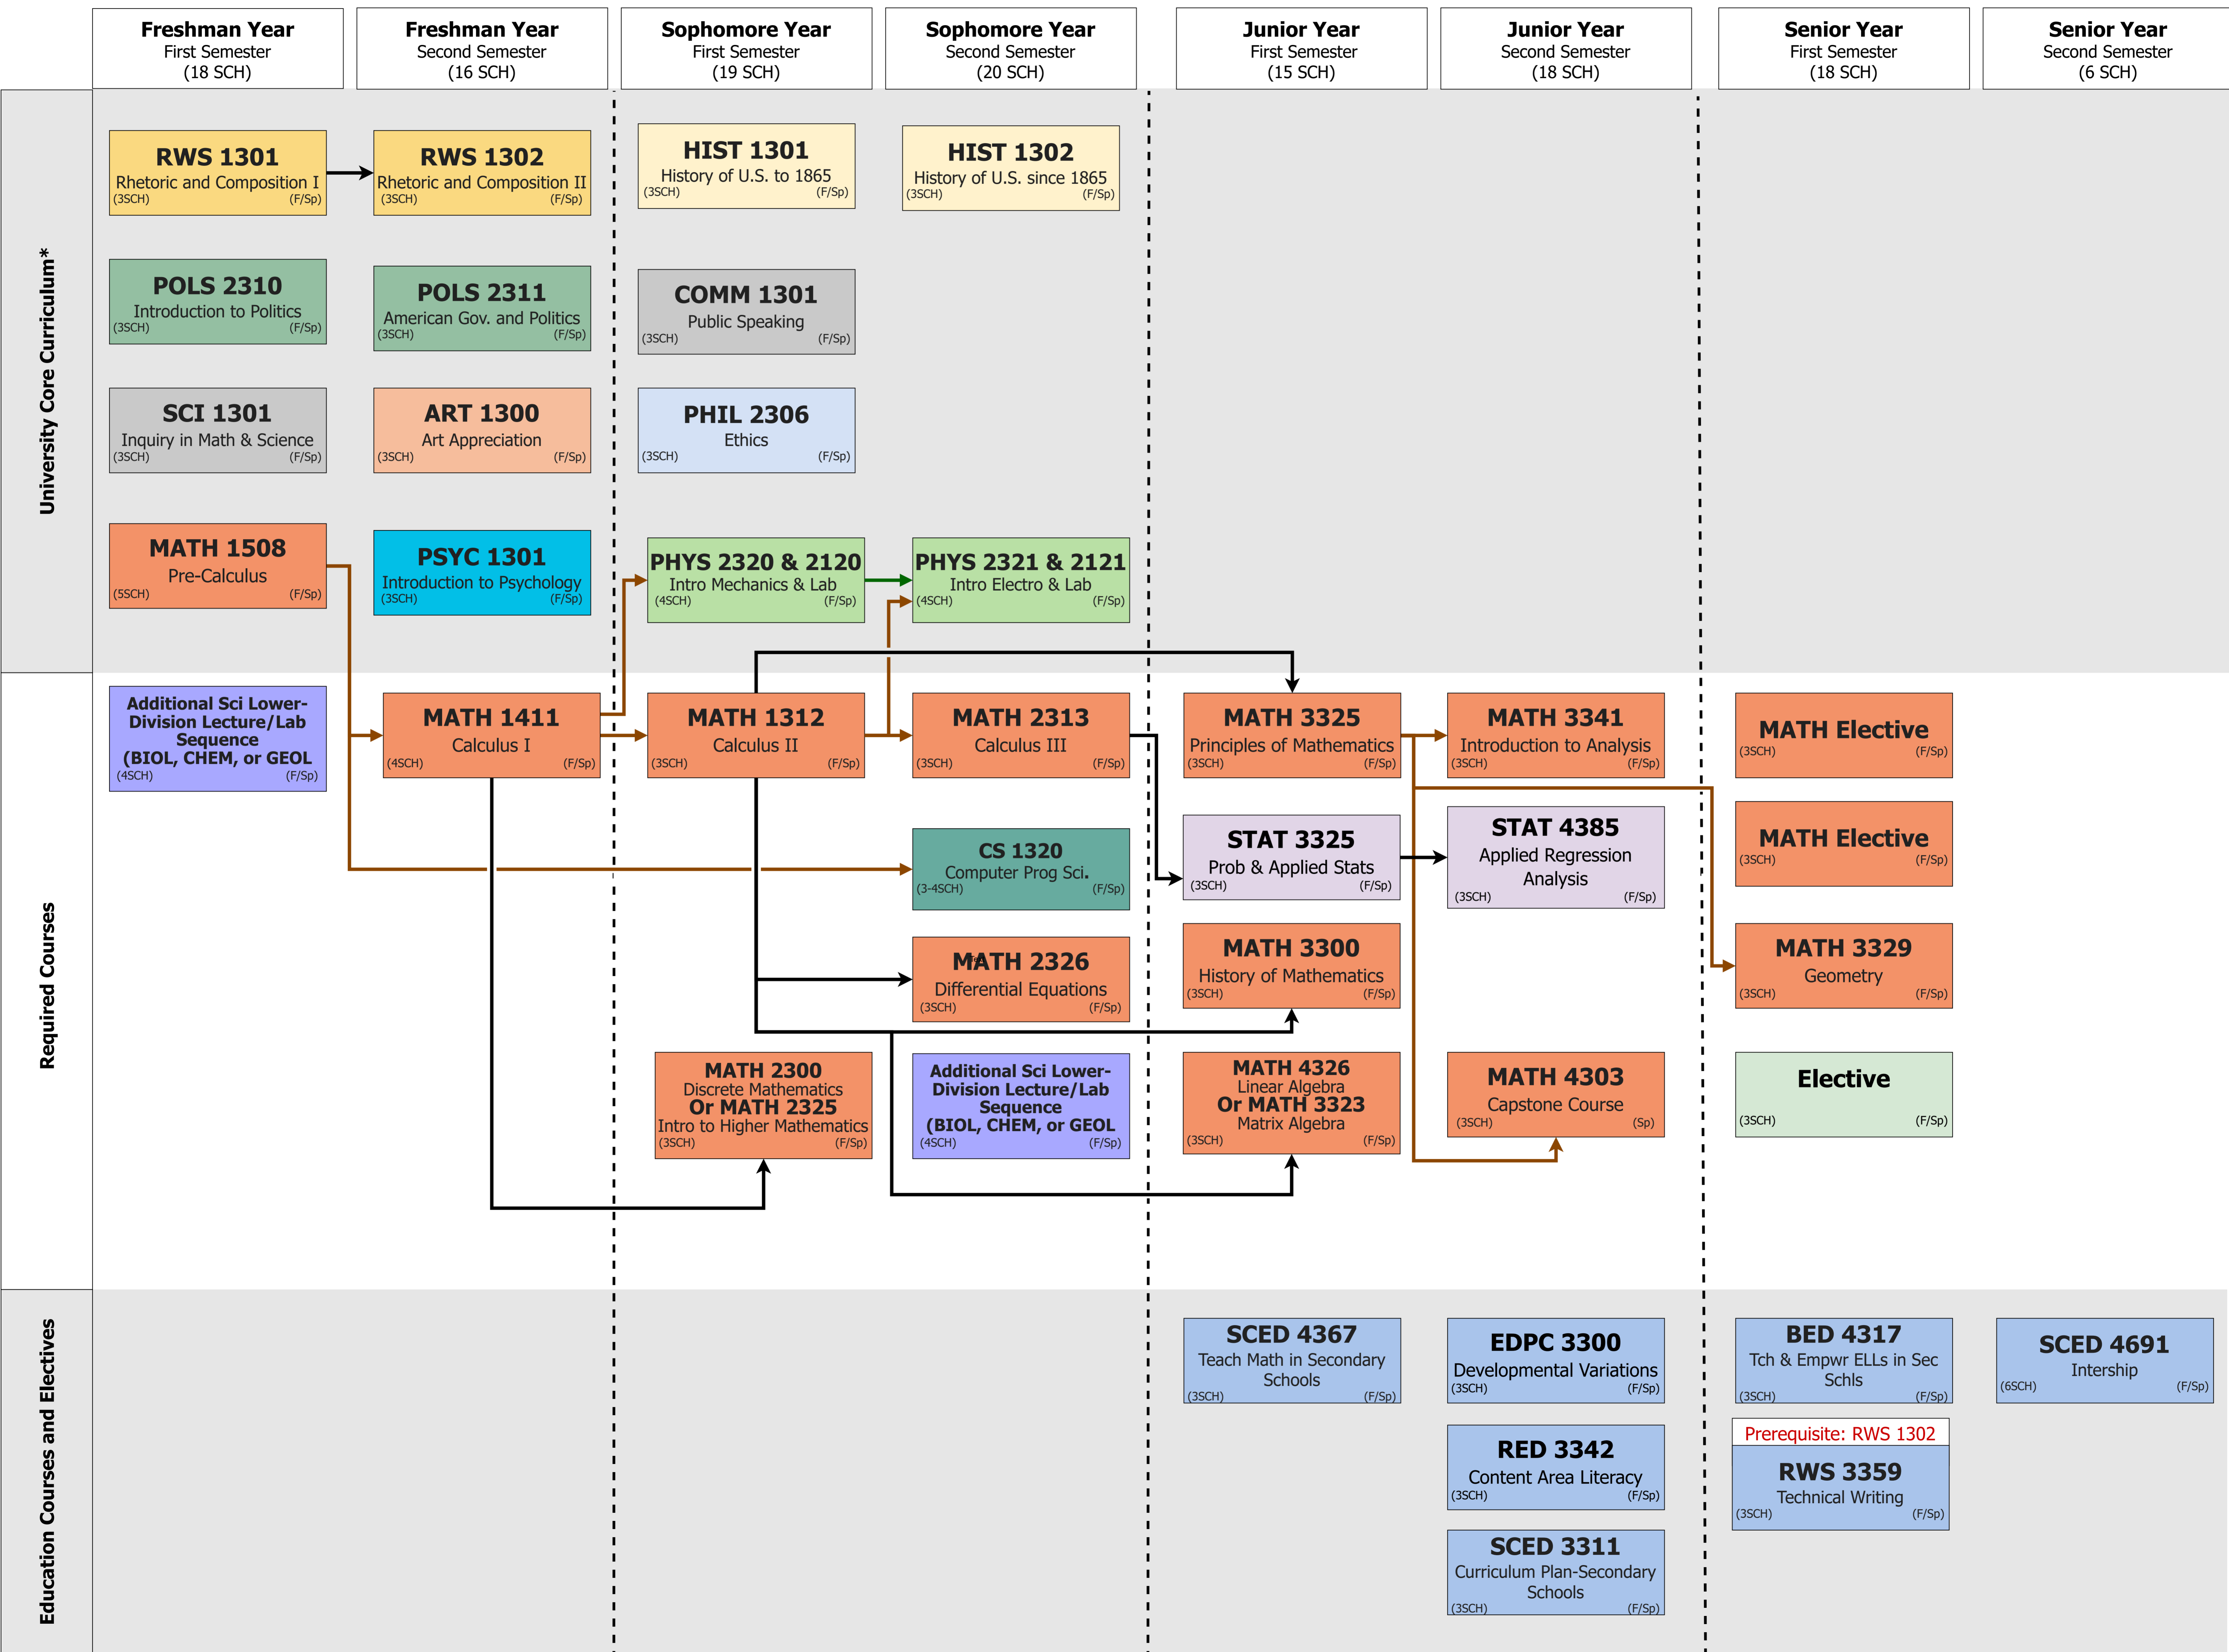 Freshman Year
First Semester
(18 SCH)
Freshman Year
Second Semester
(16 SCH)
Sophomore Year
First Semester
(19 SCH)
Sophomore Year
Second Semester
(20 SCH)
Junior Year
First Semester
(15 SCH)
Junior Year
Second Semester
(18 SCH)
Senior Year
First Semester
(18 SCH)
Senior Year
Second Semester
(6 SCH)
University Core Curriculum*
RWS 1301
Rhetoric and Composition I
(3SCH) (F/Sp)
RWS 1302
Rhetoric and Composition II
(3SCH) (F/Sp)
HIST 1301
History of U.S. to 1865
(3SCH) (F/Sp)
HIST 1302
History of U.S. since 1865
(3SCH) (F/Sp)
POLS 2310
Introduction to Politics
(3SCH) (F/Sp)
POLS 2311
American Gov. and Politics
(3SCH) (F/Sp)
COMM 1301
Public Speaking
(3SCH) (F/Sp)
SCI 1301
Inquiry in Math & Science
(3SCH) (F/Sp)
ART 1300
Art Appreciation
(3SCH) (F/Sp)
PHIL 2306
Ethics
(3SCH) (F/Sp)
MATH 1508
Pre-Calculus
(5SCH) (F/Sp)
PSYC 1301
Introduction to Psychology
(3SCH) (F/Sp)
PHYS 2320 & 2120
Intro Mechanics & Lab
(4SCH) (F/Sp)
PHYS 2321 & 2121
Intro Electro & Lab
(4SCH) (F/Sp)
Required Courses
Additional Sci Lower-
Division Lecture/Lab
Sequence
(BIOL, CHEM, or GEOL
(4SCH) (F/Sp)
MATH 1411
Calculus I
(4SCH) (F/Sp)
MATH 1312
Calculus II
(3SCH) (F/Sp)
MATH 2313
Calculus III
(3SCH) (F/Sp)
MATH 3325
Principles of Mathematics
(3SCH) (F/Sp)
MATH 3341
Introduction to Analysis
(3SCH) (F/Sp)
MATH Elective
(3SCH) (F/Sp)
CS 1320
Computer Prog Sci.
(3-4SCH) (F/Sp)
STAT 3325
Prob & Applied Stats
(3SCH) (F/Sp)
STAT 4385
Applied Regression
Analysis
(3SCH) (F/Sp)
MATH Elective
(3SCH) (F/Sp)
MATH 2326
Differential Equations
(3SCH) (F/Sp)
MATH 3300
History of Mathematics
(3SCH) (F/Sp)
MATH 3329
Geometry
(3SCH) (F/Sp)
MATH 2300
Discrete Mathematics
Or MATH 2325
Intro to Higher Mathematics
(3SCH) (F/Sp)
Additional Sci Lower-
Division Lecture/Lab
Sequence
(BIOL, CHEM, or GEOL
(4SCH) (F/Sp)
MATH 4326
Linear Algebra
Or MATH 3323
Matrix Algebra
(3SCH) (F/Sp)
MATH 4303
Capstone Course
(3SCH) (Sp)
Elective
(3SCH) (F/Sp)
Education Courses and Electives
SCED 4367
Teach Math in Secondary
Schools
(3SCH) (F/Sp)
EDPC 3300
Developmental Variations
(3SCH) (F/Sp)
BED 4317
Tch & Empwr ELLs in Sec
Schls
(3SCH) (F/Sp)
SCED 4691
Intership
(6SCH) (F/Sp)
RED 3342
Content Area Literacy
(3SCH) (F/Sp)
Prerequisite: RWS 1302
RWS 3359
Technical Writing
(3SCH) (F/Sp)
SCED 3311
Curriculum Plan-Secondary
Schools
(3SCH) (F/Sp)